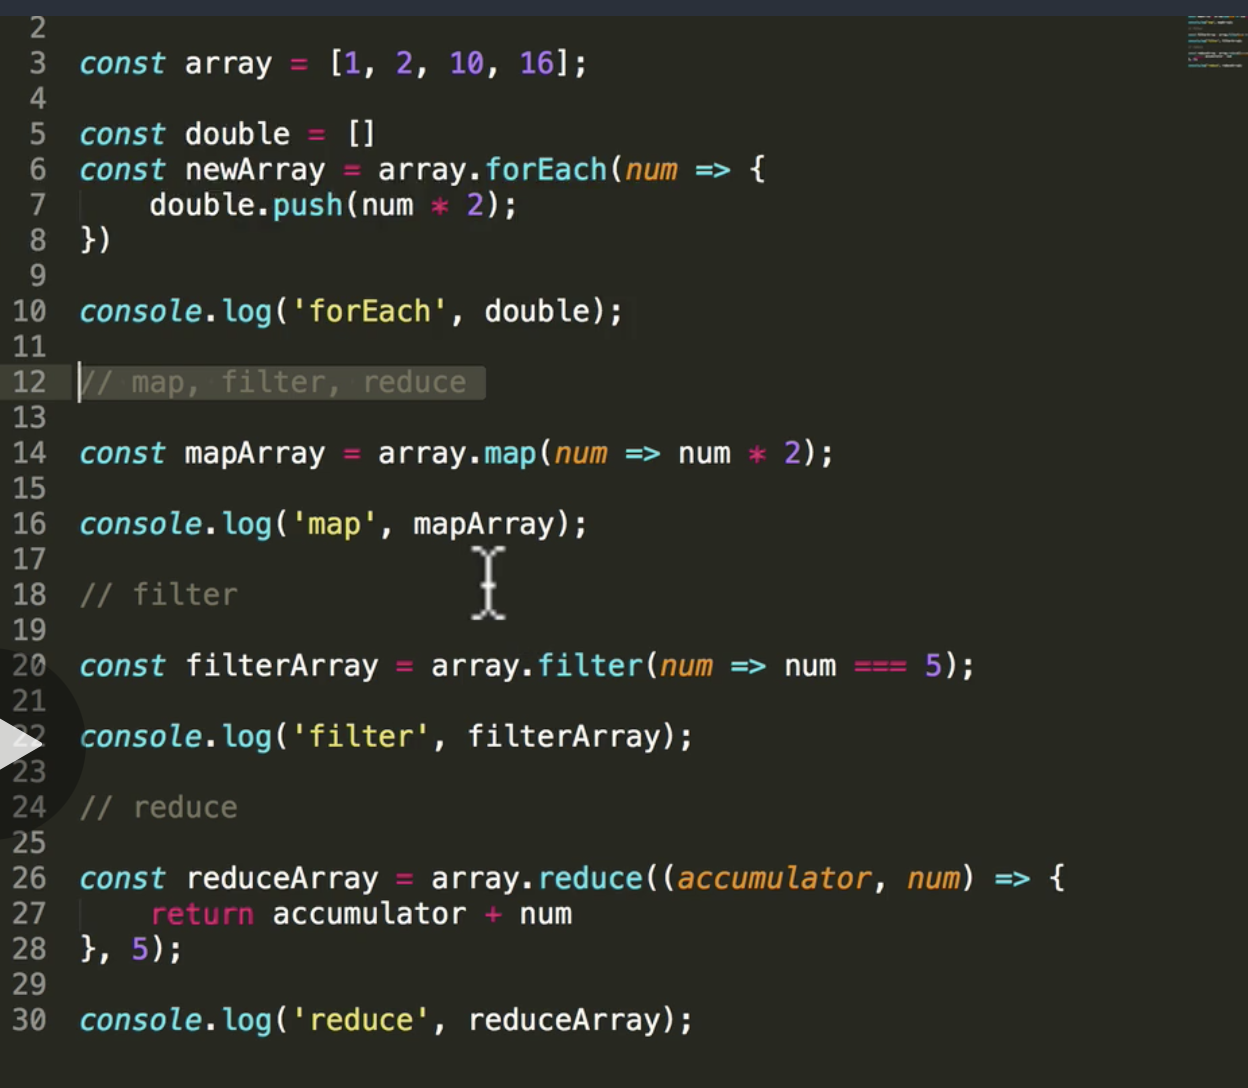 2
3 const array = [1, 2, 10, 16];
4
5 const double = []
6 const newArray = array.forEach(num => {
7     double.push(num * 2);
8 })
9
10 console.log('forEach', double);
11
12 // map, filter, reduce
13
14 const mapArray = array.map(num => num * 2);
15
16 console.log('map', mapArray);
17
18 // filter
19
20 const filterArray = array.filter(num => num === 5);
21
22 console.log('filter', filterArray);
23
24 // reduce
25
26 const reduceArray = array.reduce((accumulator, num) => {
27     return accumulator + num
28 }, 5);
29
30 console.log('reduce', reduceArray);